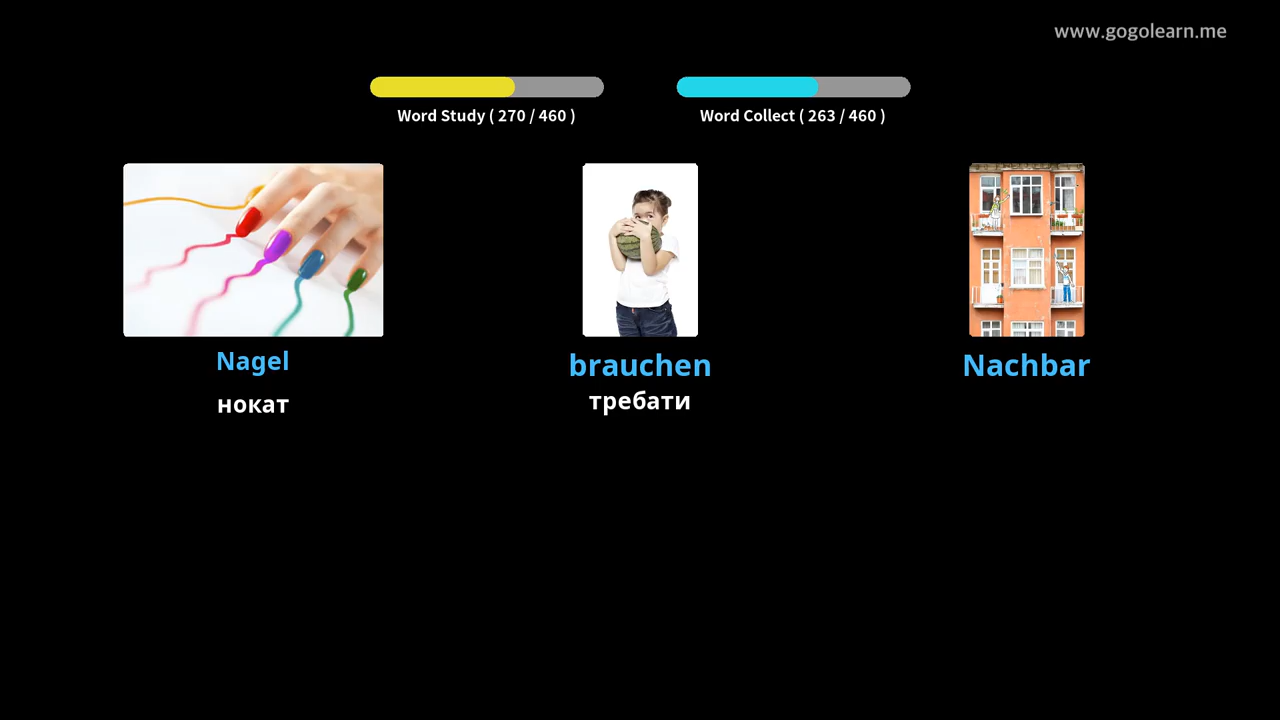 www.gogolearn.me
Word Study ( 270 / 460 )
Word Collect ( 263 / 460 )
Nagel
нокат
brauchen
требати
Nachbar